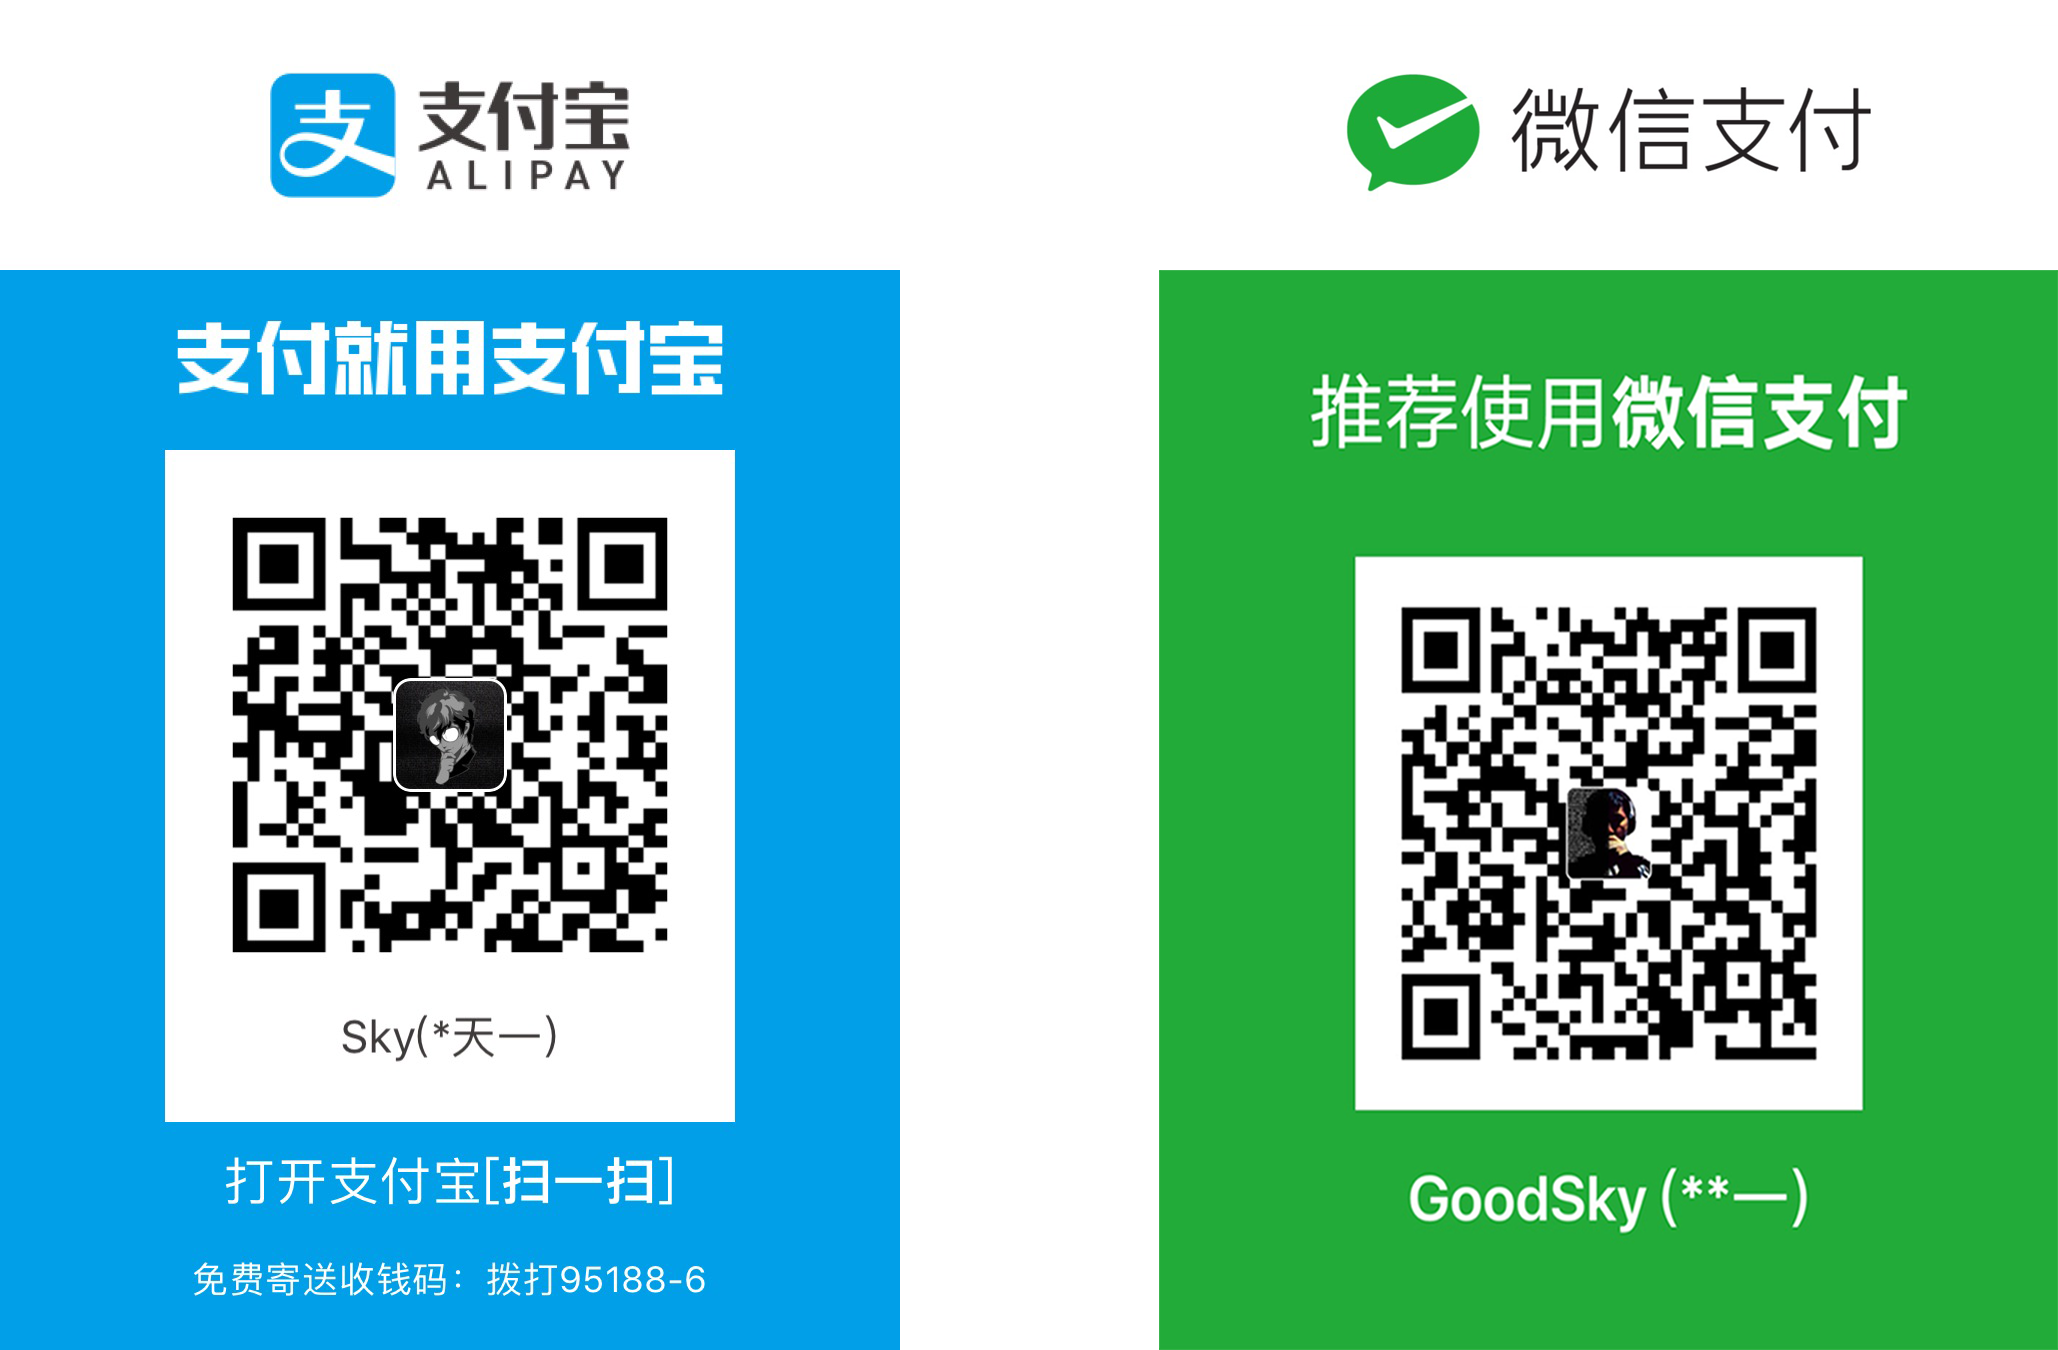 支付宝
ALIPAY
支付就用支付宝
Sky(*天一)
打开支付宝[扫一扫]
免费寄送收钱码：拨打95188-6
微信支付
推荐使用微信支付
GoodSky (**一)